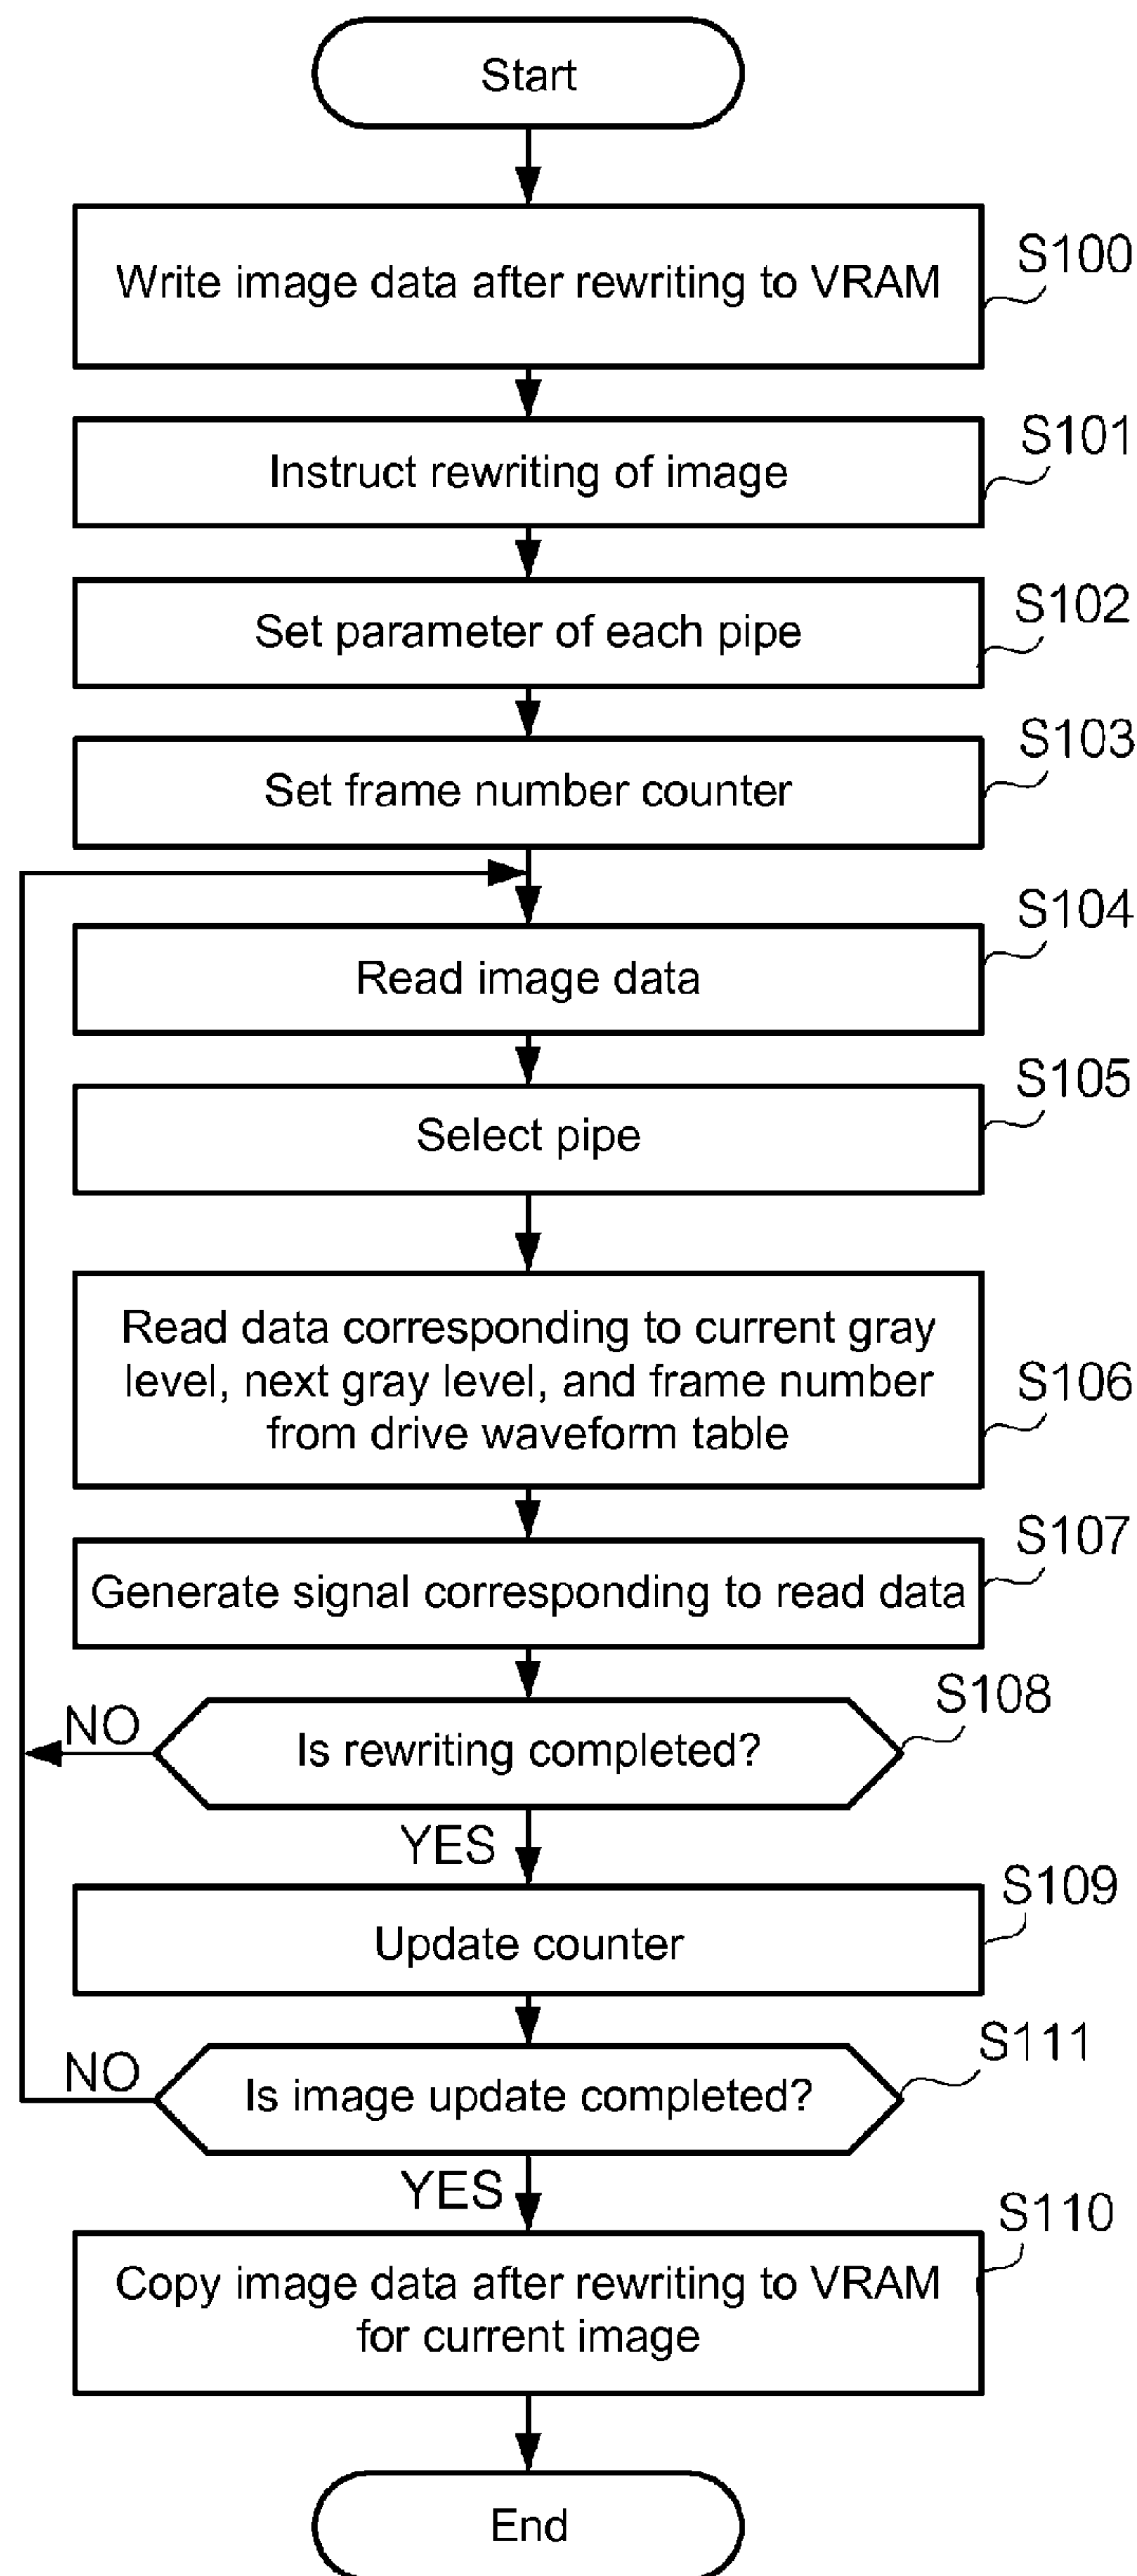 Start
Write image data after rewriting to VRAM
S100
Instruct rewriting of image
S101
Set parameter of each pipe
S102
Set frame number counter
S103
Read image data
S104
Select pipe
S105
Read data corresponding to current gray
level, next gray level, and frame number
from drive waveform table
S106
Generate signal corresponding to read data
S107
Is rewriting completed?
S108
NO
YES
Update counter
S109
Is image update completed?
S111
NO
YES
Copy image data after rewriting to VRAM
for current image
S110
End